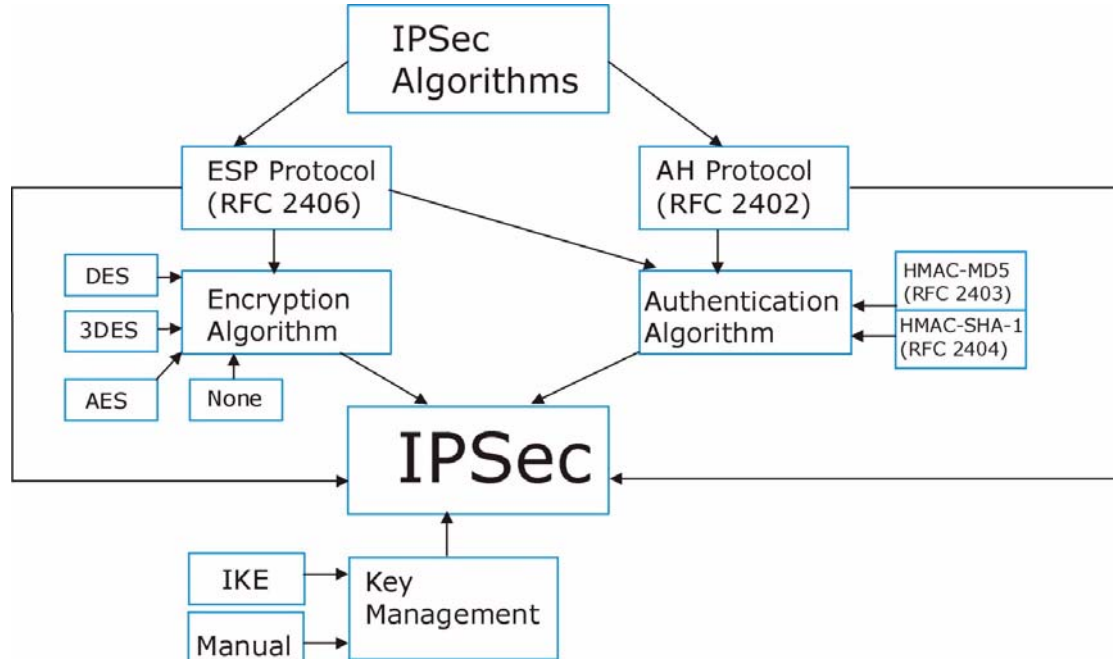 IPSec
Algorithms
ESP Protocol
(RFC 2406)
AH Protocol
(RFC 2402)
DES
3DES
AES
None
Encryption
Algorithm
Authentication
Algorithm
HMAC-MD5
(RFC 2403)
HMAC-SHA-1
(RFC 2404)
IPSec
IKE
Manual
Key
Management